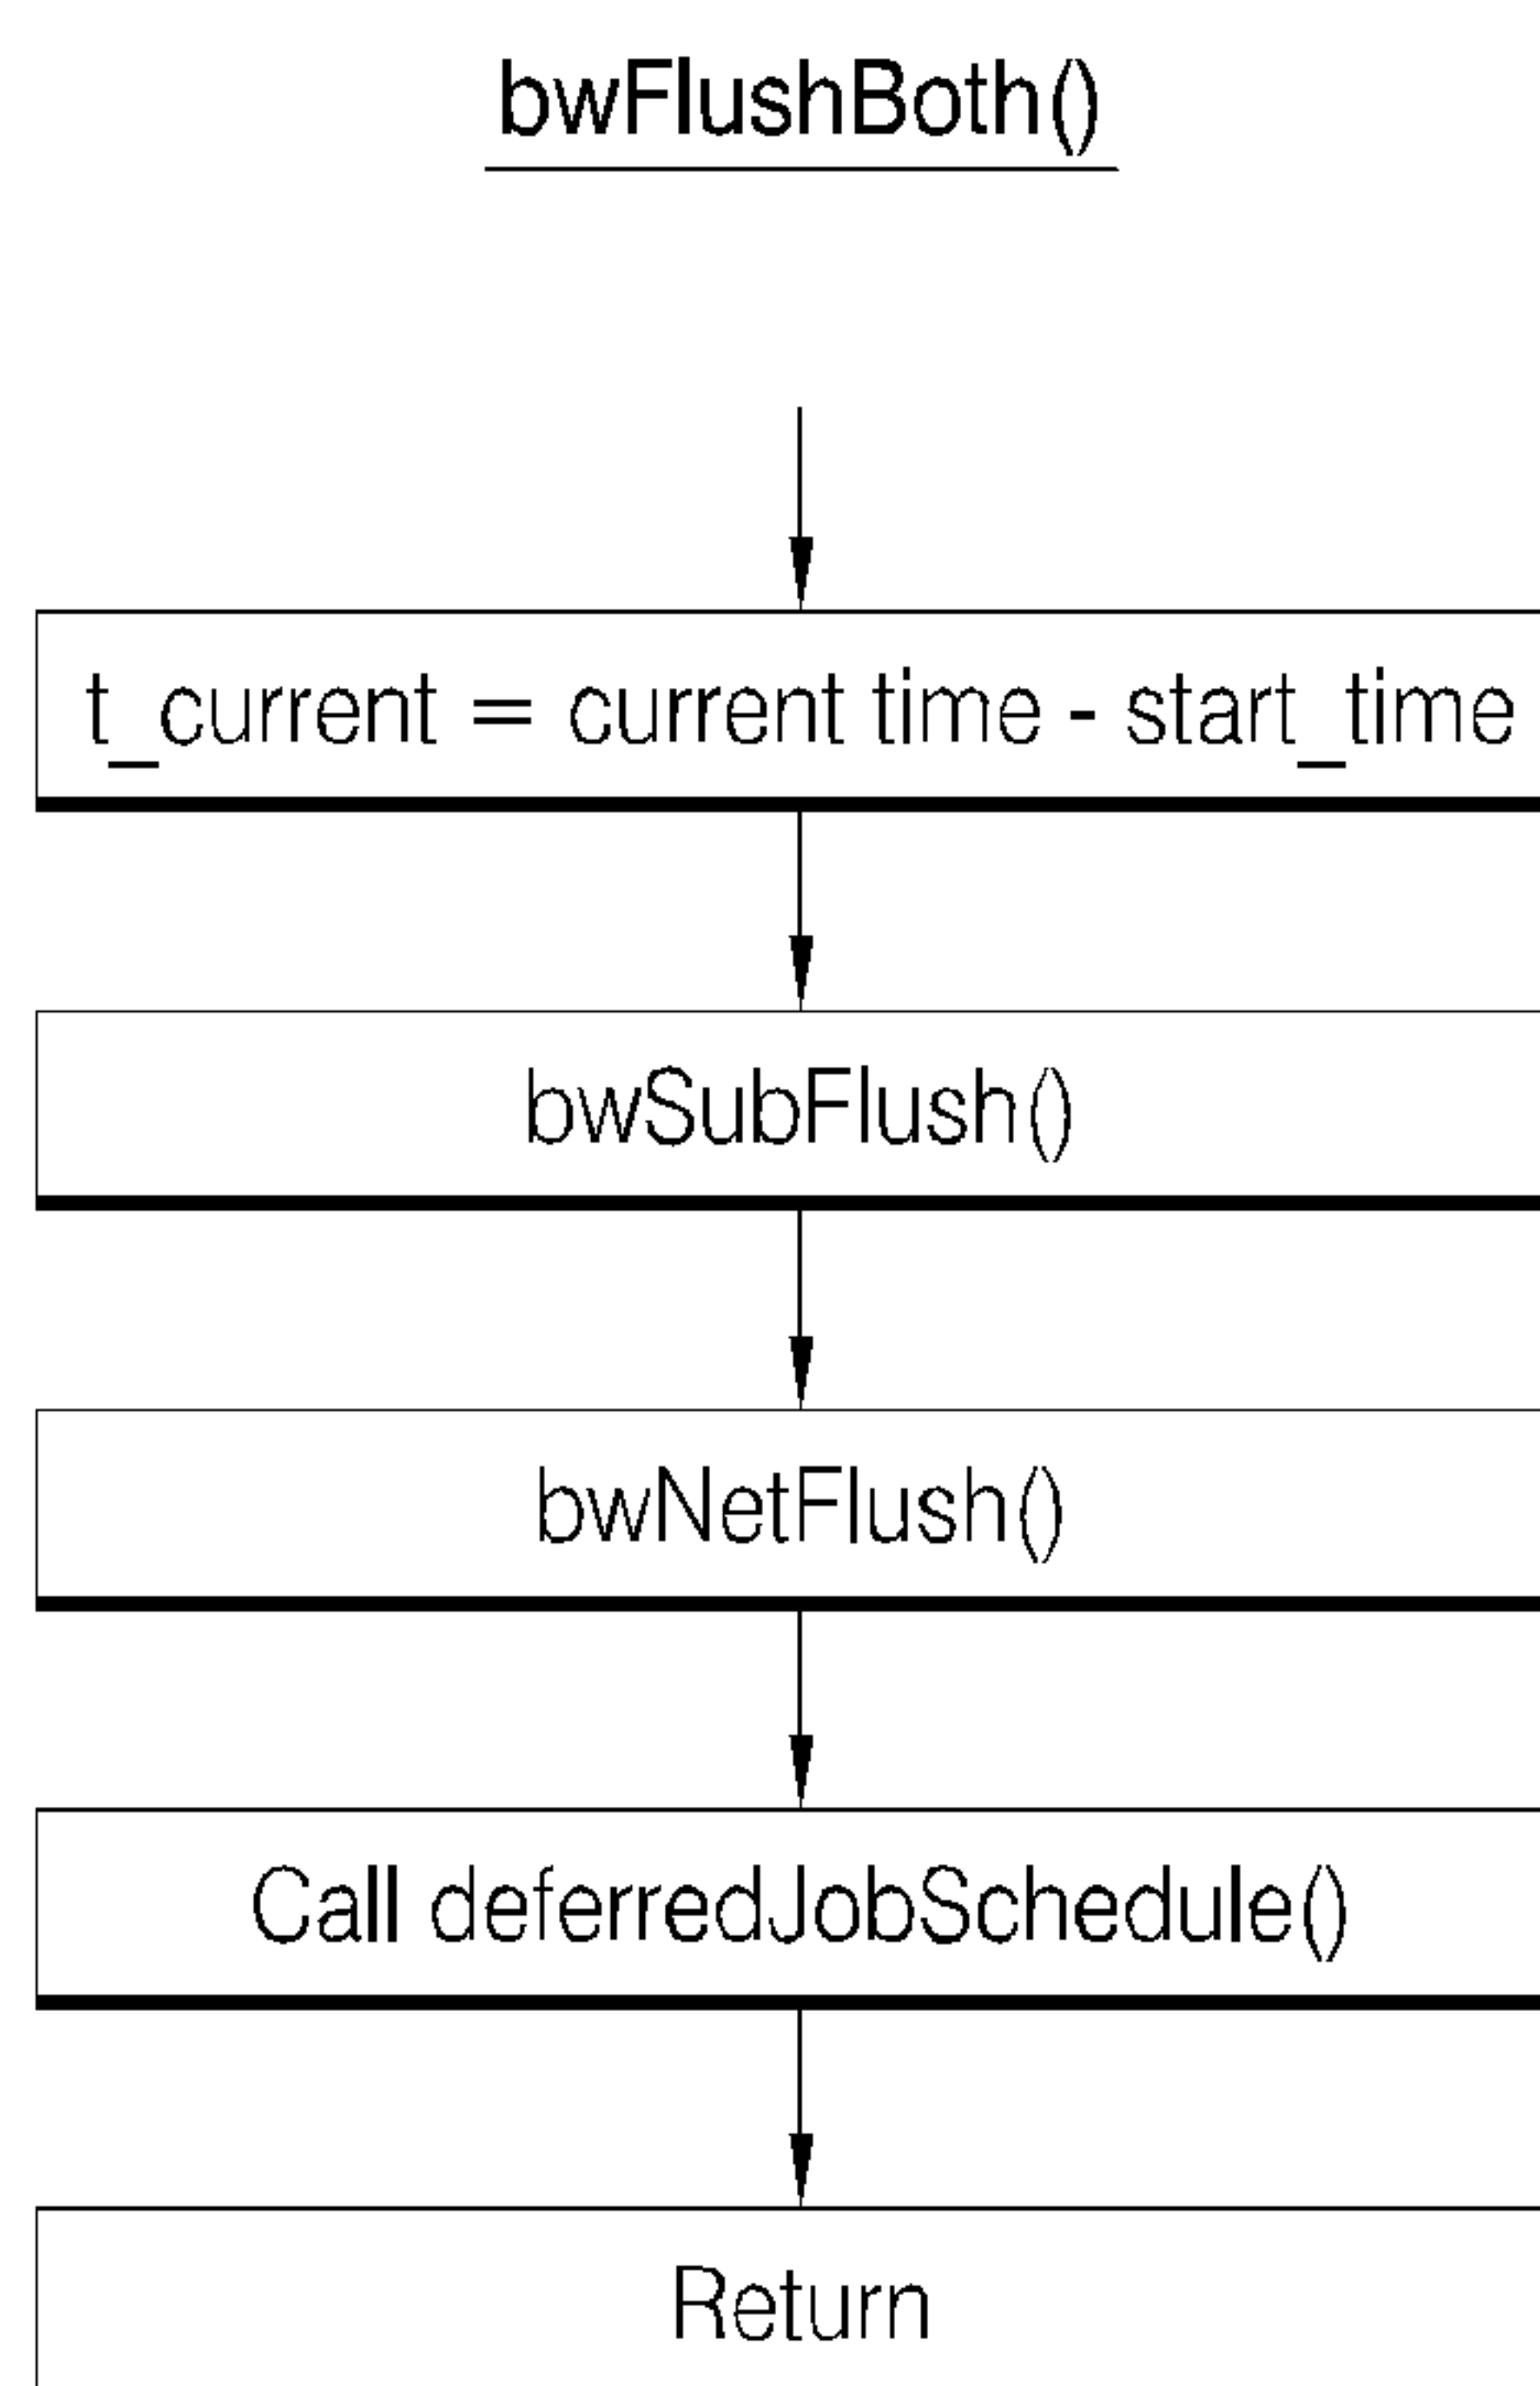 bwFlushBoth()
t_current = current time - start_time
bwSubFlush()
bwNetFlush()
Call deferredJobSchedule()
Return